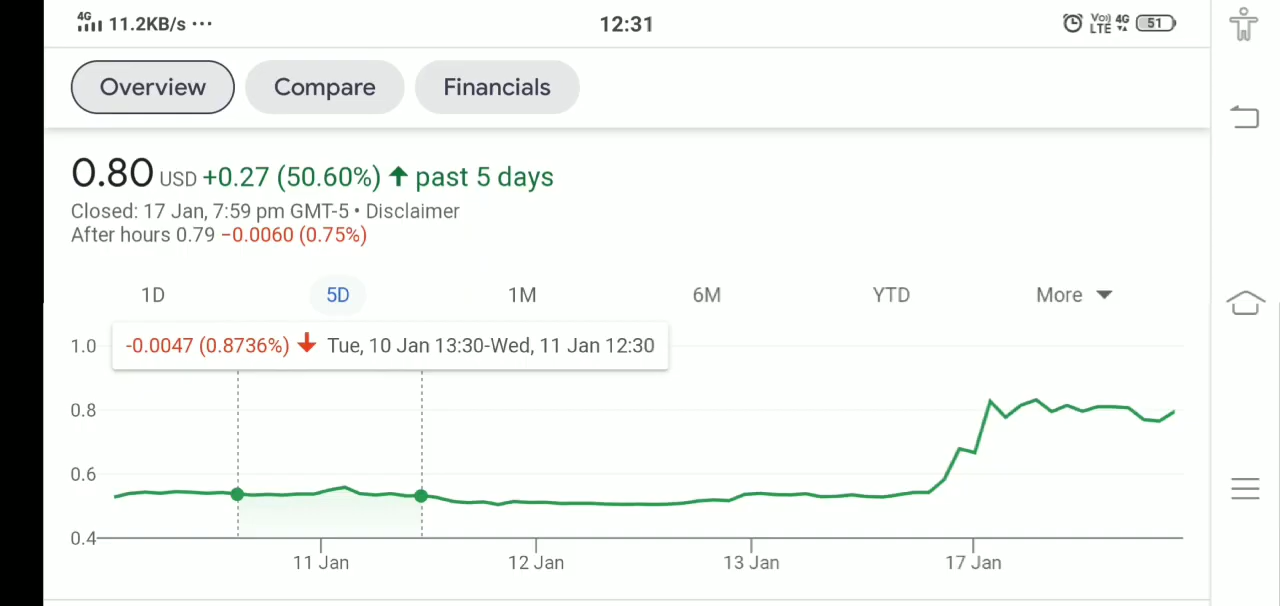 4G 11.2KB/s ··· 12:31 Vo)) LTE 4G 51
Overview Compare Financials
0.80 USD +0.27 (50.60%) ↑ past 5 days
Closed: 17 Jan, 7:59 pm GMT-5 • Disclaimer
After hours 0.79 −0.0060 (0.75%)
1D 5D 1M 6M YTD More
1.0 -0.0047 (0.8736%) ↓ Tue, 10 Jan 13:30-Wed, 11 Jan 12:30
0.8
0.6
0.4
11 Jan 12 Jan 13 Jan 17 Jan